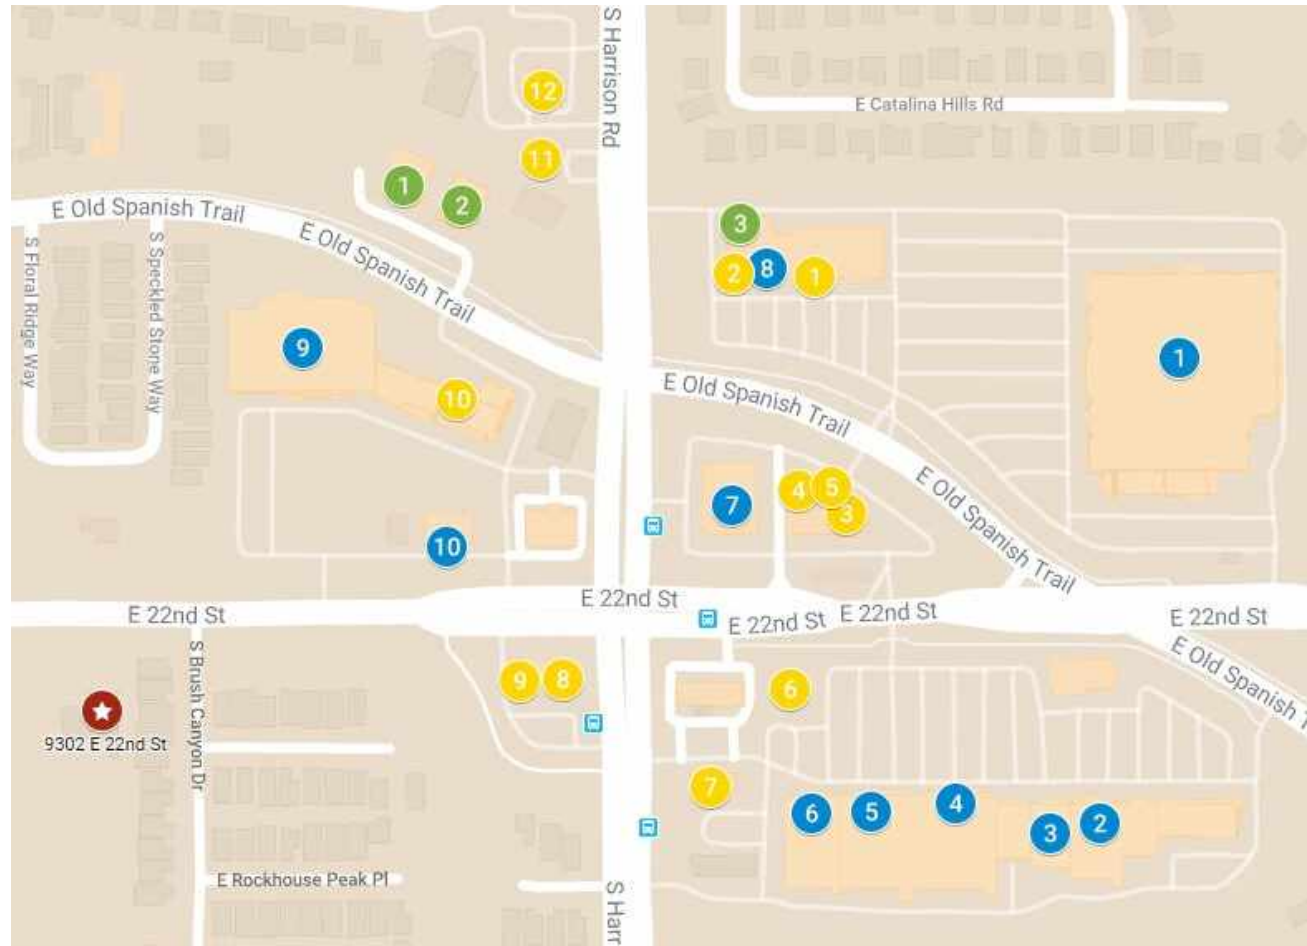 S Harrison Rd
12
E Catalina Hills Rd
11
1
2
E Old Spanish Trail
3
E Old Spanish Trail
S Floral Ridge Way
S Speckled Stone Way
2
8
1
9
1
10
E Old Spanish Trail
4
5
3
7
E Old Spanish Trail
10
E 22nd St
E 22nd St
E 22nd St
E 22nd St
E 22nd St
E Old Spanish T
S Brush Canyon Dr
9
8
6
9302 E 22nd St
7
6
5
4
3
2
E Rockhouse Peak Pl
S Harr